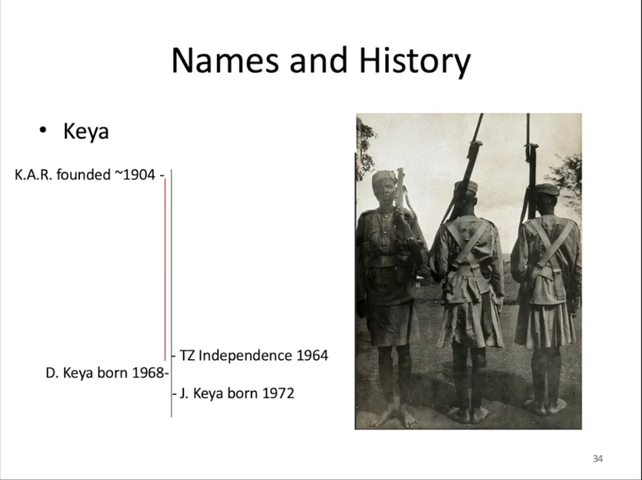 Names and History
• Keya
K.A.R. founded ~1904 -
- TZ Independence 1964
D. Keya born 1968-
- J. Keya born 1972
34